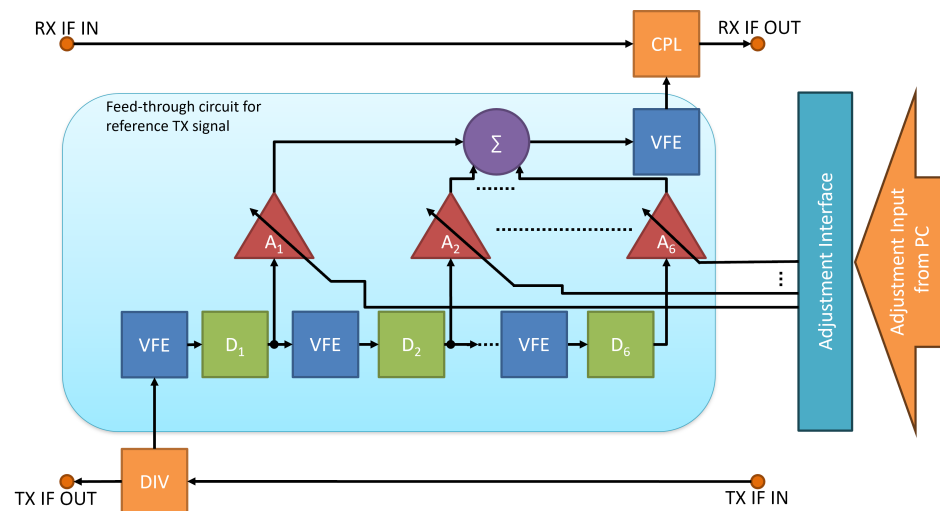 RX IF IN
CPL
RX IF OUT
Feed-through circuit for
reference TX signal
Σ
VFE
A1
A2
A6
VFE
D1
VFE
D2
VFE
D6
Adjustment Interface
Adjustment Input
from PC
TX IF OUT
DIV
TX IF IN